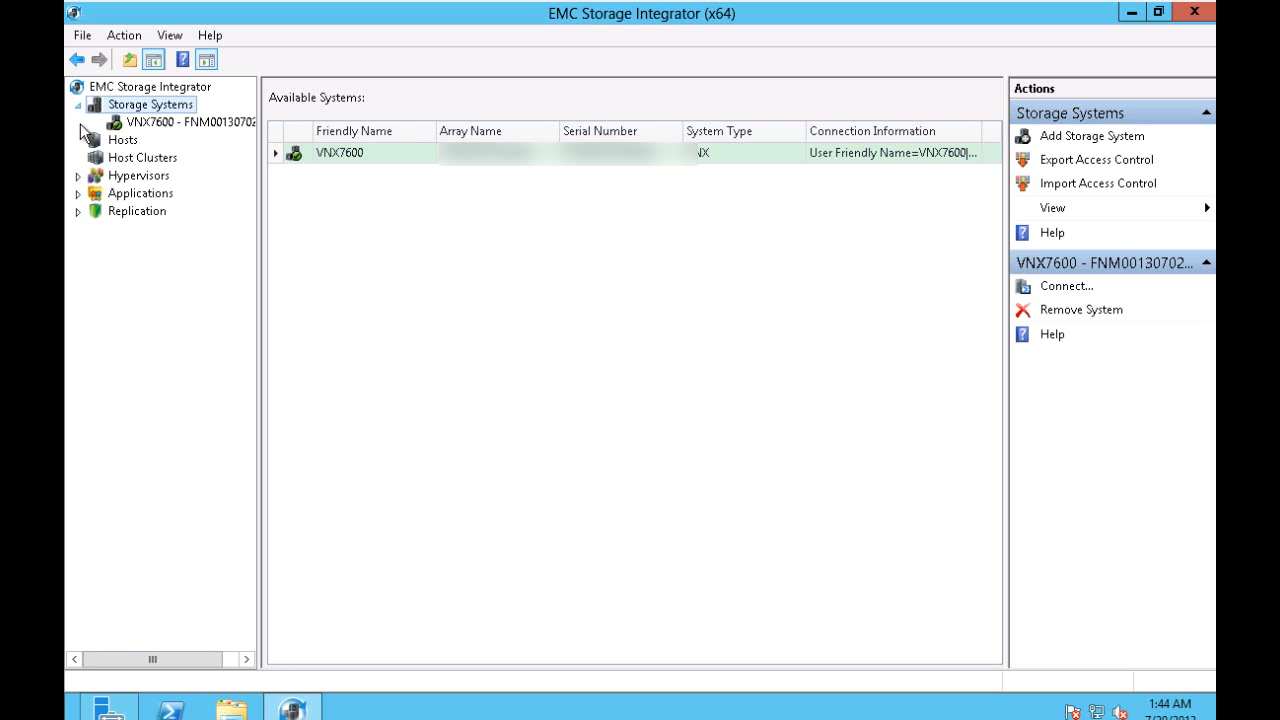 EMC Storage Integrator (x64)
File Action View Help
EMC Storage Integrator
Storage Systems
VNX7600 - FNM00130702
Hosts
Host Clusters
Hypervisors
Applications
Replication
Available Systems:
Friendly Name Array Name Serial Number System Type Connection Information
VNX7600 User Friendly Name=VNX7600|...
Actions
Storage Systems
Add Storage System
Export Access Control
Import Access Control
View
Help
VNX7600 - FNM00130702...
Connect...
Remove System
Help
1:44 AM